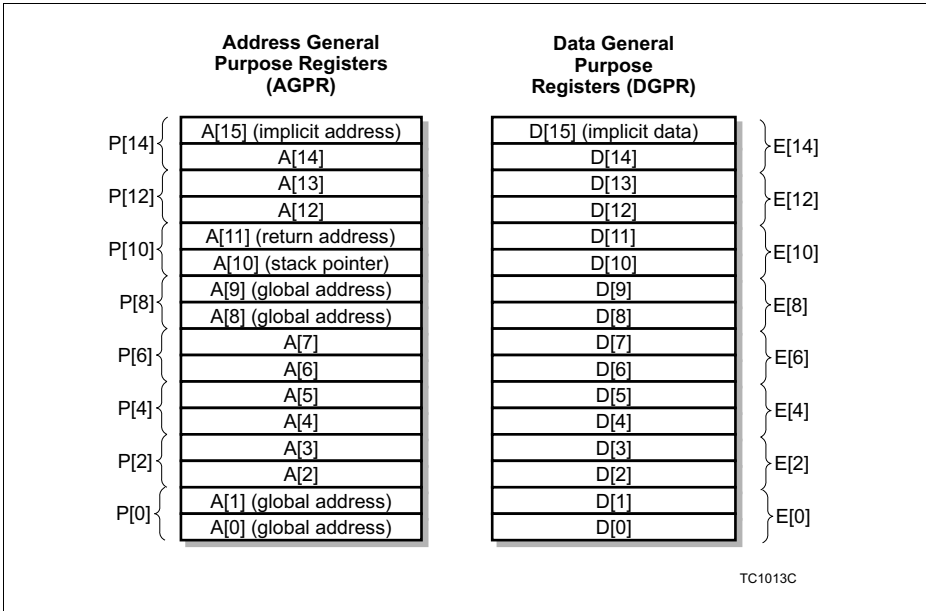 Address General
Purpose Registers
(AGPR)
Data General
Purpose
Registers (DGPR)
P[14]
A[15] (implicit address)
D[15] (implicit data)
E[14]
A[14]
D[14]
P[12]
A[13]
D[13]
E[12]
A[12]
D[12]
P[10]
A[11] (return address)
D[11]
E[10]
A[10] (stack pointer)
D[10]
P[8]
A[9] (global address)
D[9]
E[8]
A[8] (global address)
D[8]
P[6]
A[7]
D[7]
E[6]
A[6]
D[6]
P[4]
A[5]
D[5]
E[4]
A[4]
D[4]
P[2]
A[3]
D[3]
E[2]
A[2]
D[2]
P[0]
A[1] (global address)
D[1]
E[0]
A[0] (global address)
D[0]
TC1013C